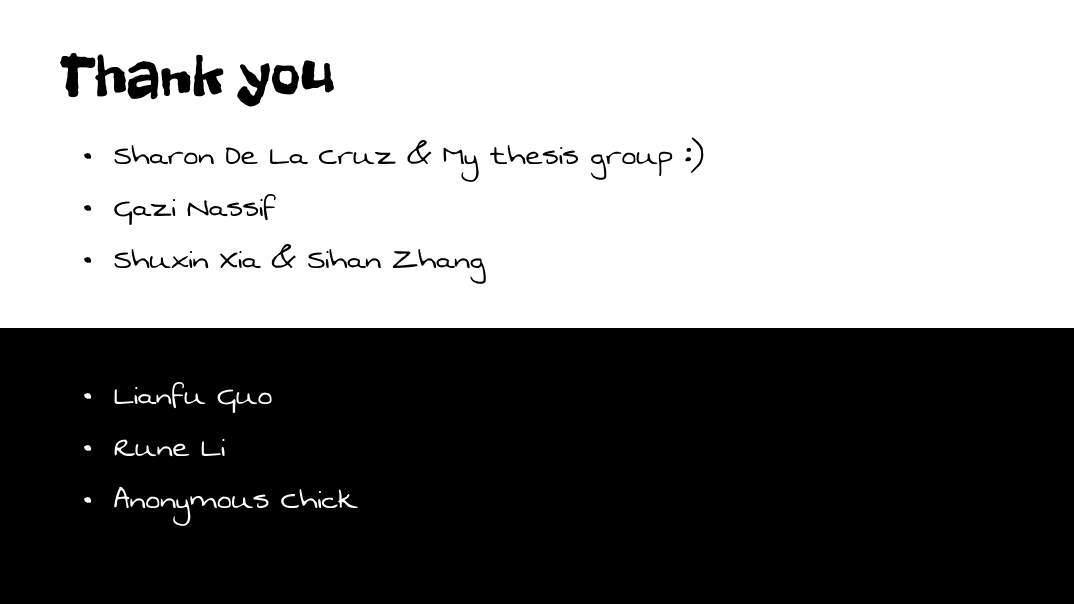 Thank you
• Sharon De La Cruz & My thesis group :)
• Gazi Nassif
• Shuxin Xia & Sihan Zhang
• Lianfu Guo
• Rune Li
• Anonymous Chick